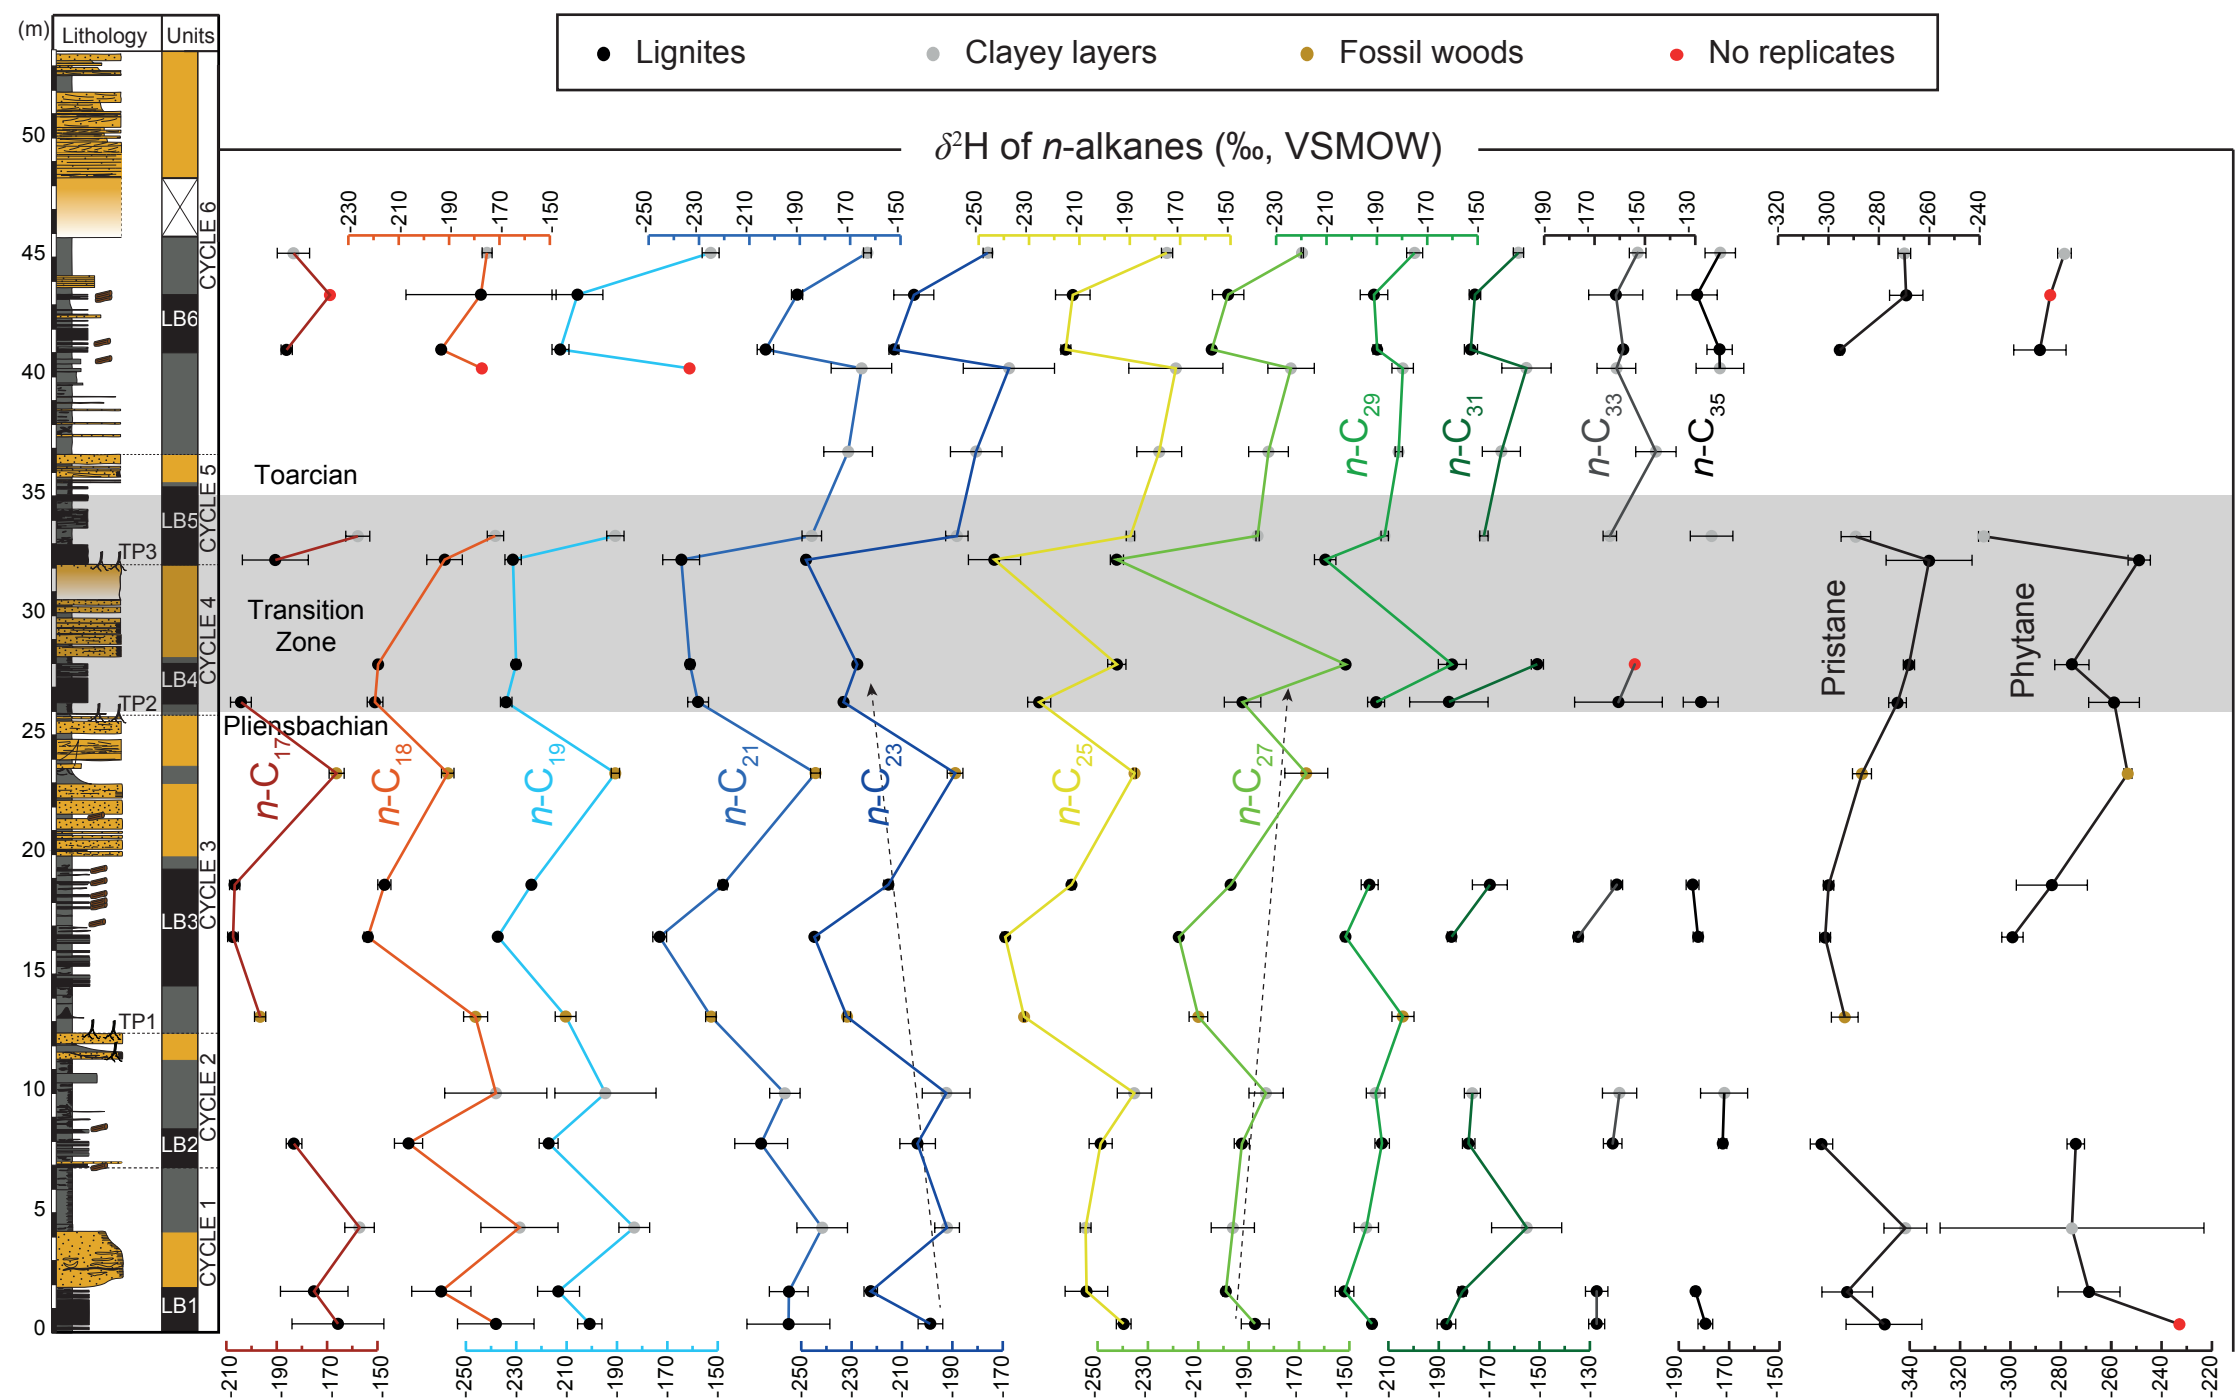 Lignites Clayey layers Fossil woods No replicates
(m) Lithology Units
δ²H of n-alkanes (‰, VSMOW)
-230 -210 -190 -170 -150
-250 -230 -210 -190 -170 -150
-250 -230 -210 -190 -170 -150
-230 -210 -190 -170 -150
-190 -170 -150 -130
-320 -300 -280 -260 -240
50
45
40
35
30
25
20
15
10
5
0
CYCLE 6
LB6
CYCLE 5
LB5
TP3
CYCLE 4
LB4
TP2
CYCLE 3
LB3
TP1
CYCLE 2
LB2
CYCLE 1
LB1
Toarcian
Transition
Zone
Pliensbachian
n-C17
n-C18
n-C19
n-C21
n-C23
n-C25
n-C27
n-C29
n-C31
n-C33
n-C35
Pristane
Phytane
-210 -190 -170 -150
-250 -230 -210 -190 -170 -150
-250 -230 -210 -190 -170
-250 -230 -210 -190 -170 -150
-210 -190 -170 -150 -130
-190 -170 -150
-340 -320 -300 -280 -260 -240 -220